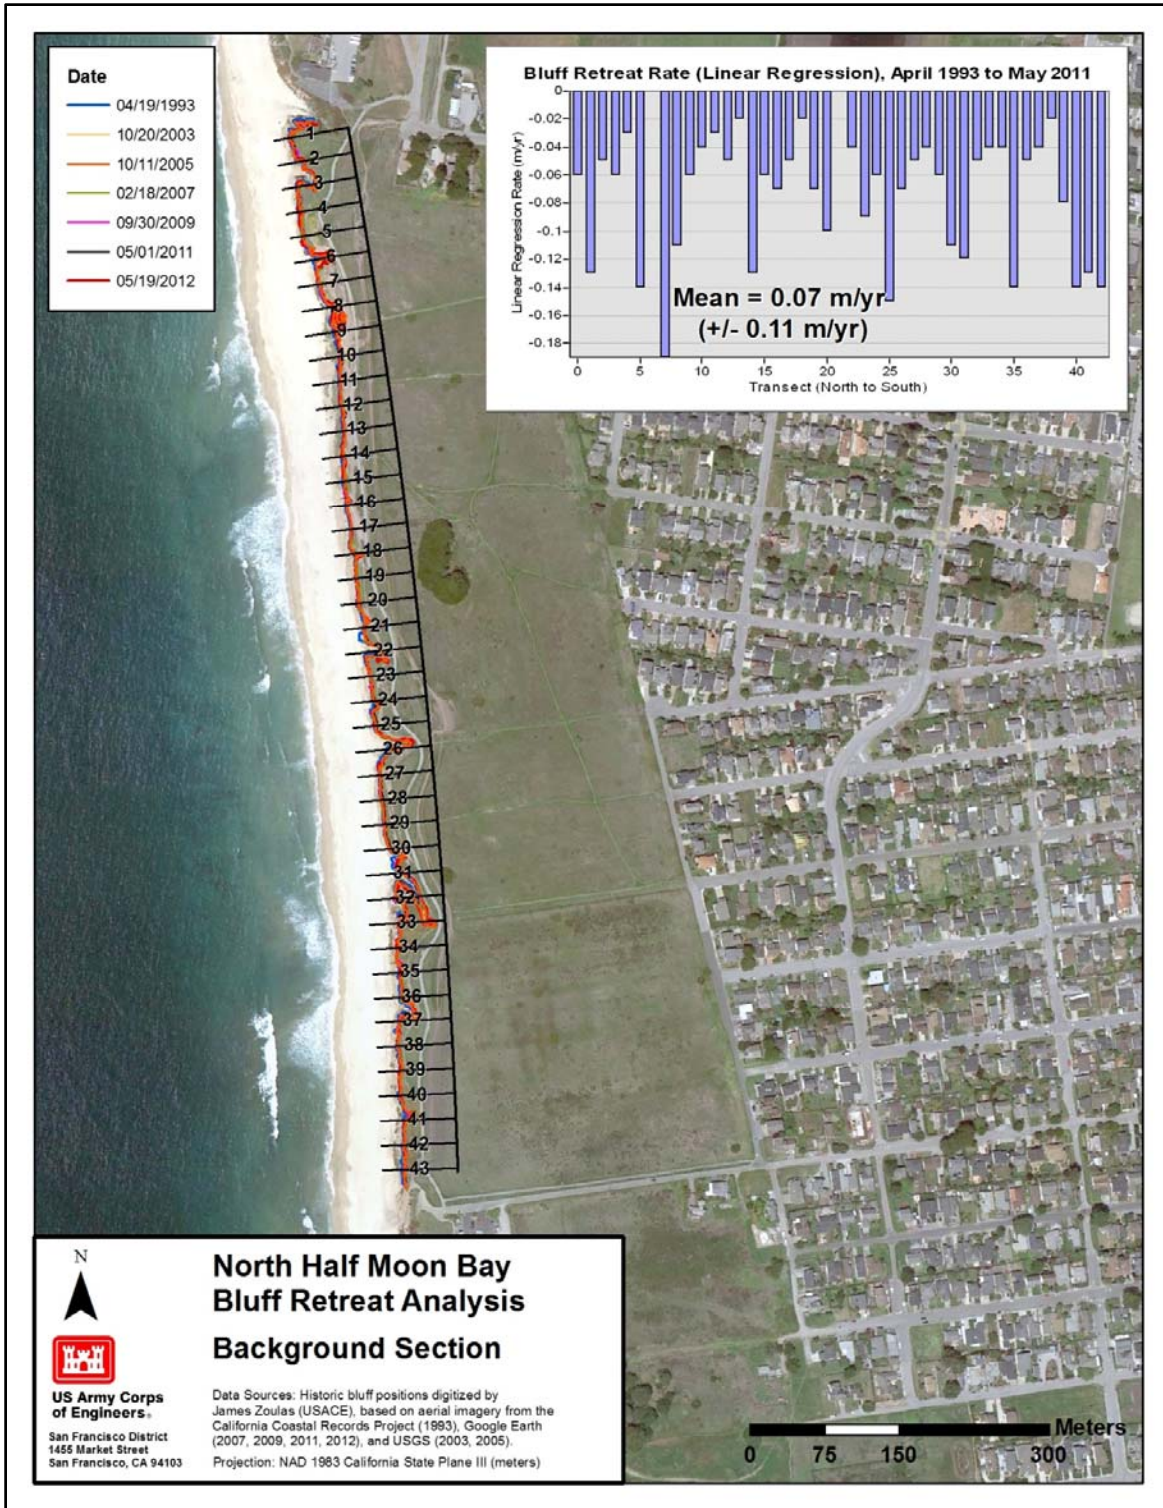 Date
04/19/1993
10/20/2003
10/11/2005
02/18/2007
09/30/2009
05/01/2011
05/19/2012
Bluff Retreat Rate (Linear Regression), April 1993 to May 2011
Linear Regression Rate (m/yr)
0
-0.02
-0.04
-0.06
-0.08
-0.1
-0.12
-0.14
-0.16
-0.18
Mean = 0.07 m/yr
(+/- 0.11 m/yr)
0 5 10 15 20 25 30 35 40
Transect (North to South)
1
2
3
4
5
6
7
8
9
10
11
12
13
14
15
16
17
18
19
20
21
22
23
24
25
26
27
28
29
30
31
32
33
34
35
36
37
38
39
40
41
42
43
N
US Army Corps
of Engineers®
San Francisco District
1455 Market Street
San Francisco, CA 94103
North Half Moon Bay
Bluff Retreat Analysis
Background Section
Data Sources: Historic bluff positions digitized by
James Zoulas (USACE), based on aerial imagery from the
California Coastal Records Project (1993), Google Earth
(2007, 2009, 2011, 2012), and USGS (2003, 2005).
Projection: NAD 1983 California State Plane III (meters)
Meters
0 75 150 300